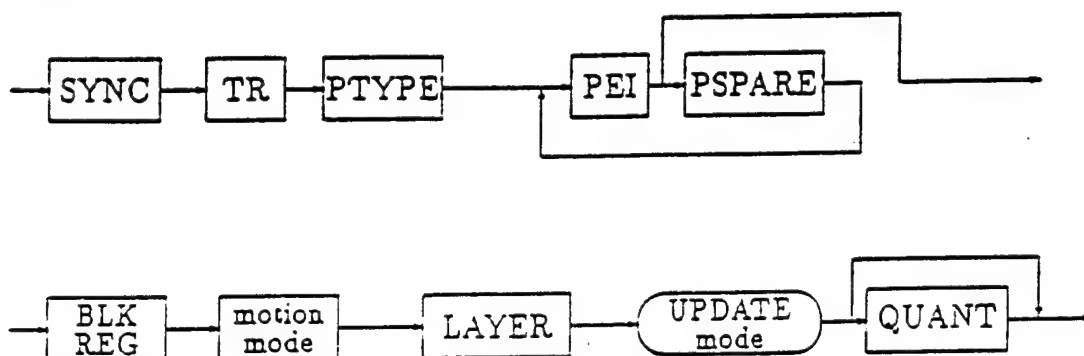 SYNC TR PTYPE PEI PSPARE
BLK REG
motion mode
LAYER
UPDATE mode
QUANT